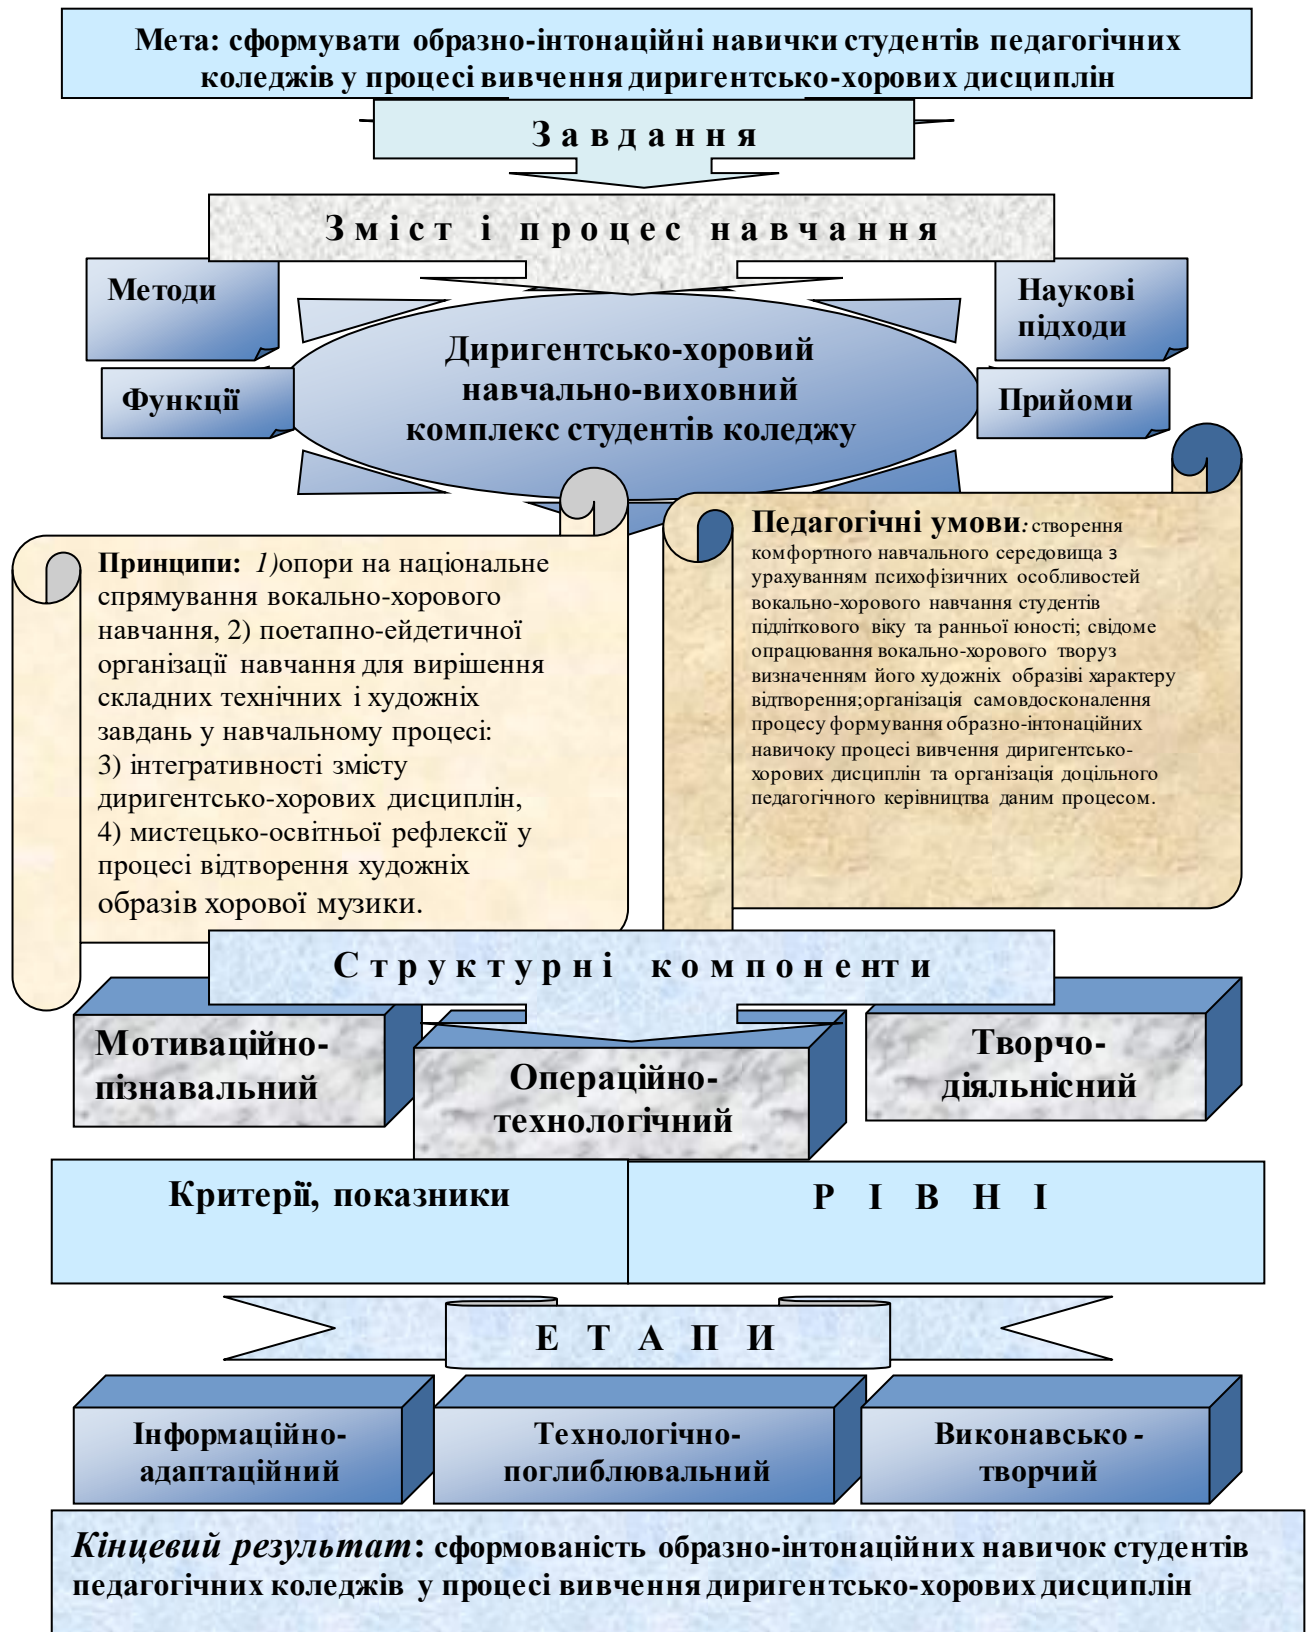 Мета: сформувати образно-інтонаційні навички студентів педагогічних
коледжів у процесі вивчення диригентсько-хорових дисциплін
Завдання
Зміст і процес навчання
Методи
Наукові
підходи
Диригентсько-хоровий
навчально-виховний
комплекс студентів коледжу
Функції
Прийоми
Принципи: 1)опори на національне
спрямування вокально-хорового
навчання, 2) поетапно-ейдетичної
організації навчання для вирішення
складних технічних і художніх
завдань у навчальному процесі:
3) інтегративності змісту
диригентсько-хорових дисциплін,
4) мистецько-освітньої рефлексії у
процесі відтворення художніх
образів хорової музики.
Педагогічні умови: створення
комфортного навчального середовища з
урахуванням психофізичних особливостей
вокально-хорового навчання студентів
підліткового віку та ранньої юності; свідоме
опрацювання вокально-хорового творуз
визначенням його художніх образіві характеру
відтворення;організація самовдосконалення
процесу формування образно-інтонаційних
навичоку процесі вивчення диригентсько-
хорових дисциплін та організація доцільного
педагогічного керівництва даним процесом.
Структурні компоненти
Мотиваційно-
пізнавальний
Операційно-
технологічний
Творчо-
діяльнісний
Критерії, показники
РІВНІ
ЕТАПИ
Інформаційно-
адаптаційний
Технологічно-
поглиблювальний
Виконавсько-
творчий
Кінцевий результат: сформованість образно-інтонаційних навичок студентів
педагогічних коледжів у процесі вивчення диригентсько-хорових дисциплін